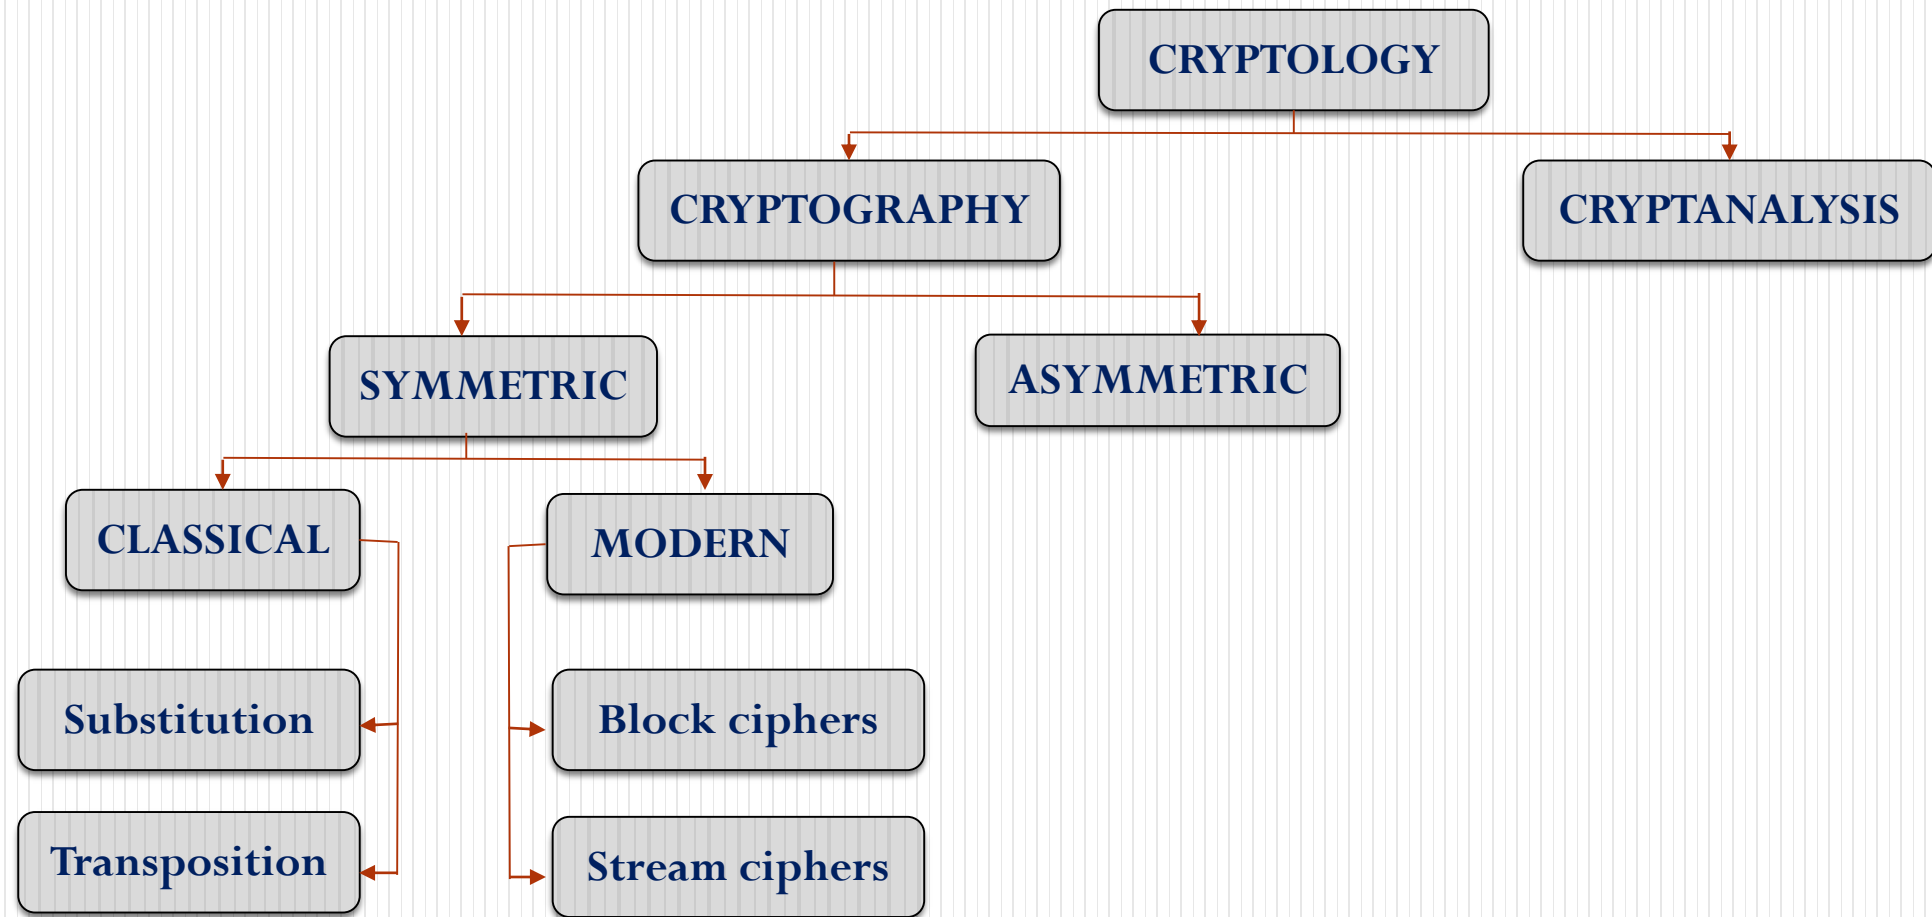 CRYPTOLOGY
CRYPTOGRAPHY
CRYPTANALYSIS
SYMMETRIC
ASYMMETRIC
CLASSICAL
MODERN
Substitution
Block ciphers
Transposition
Stream ciphers